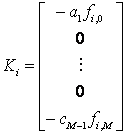 K_i = [ -a_1 f_{i,0}
0
⋮
0
-c_{M-1} f_{i,M} ]